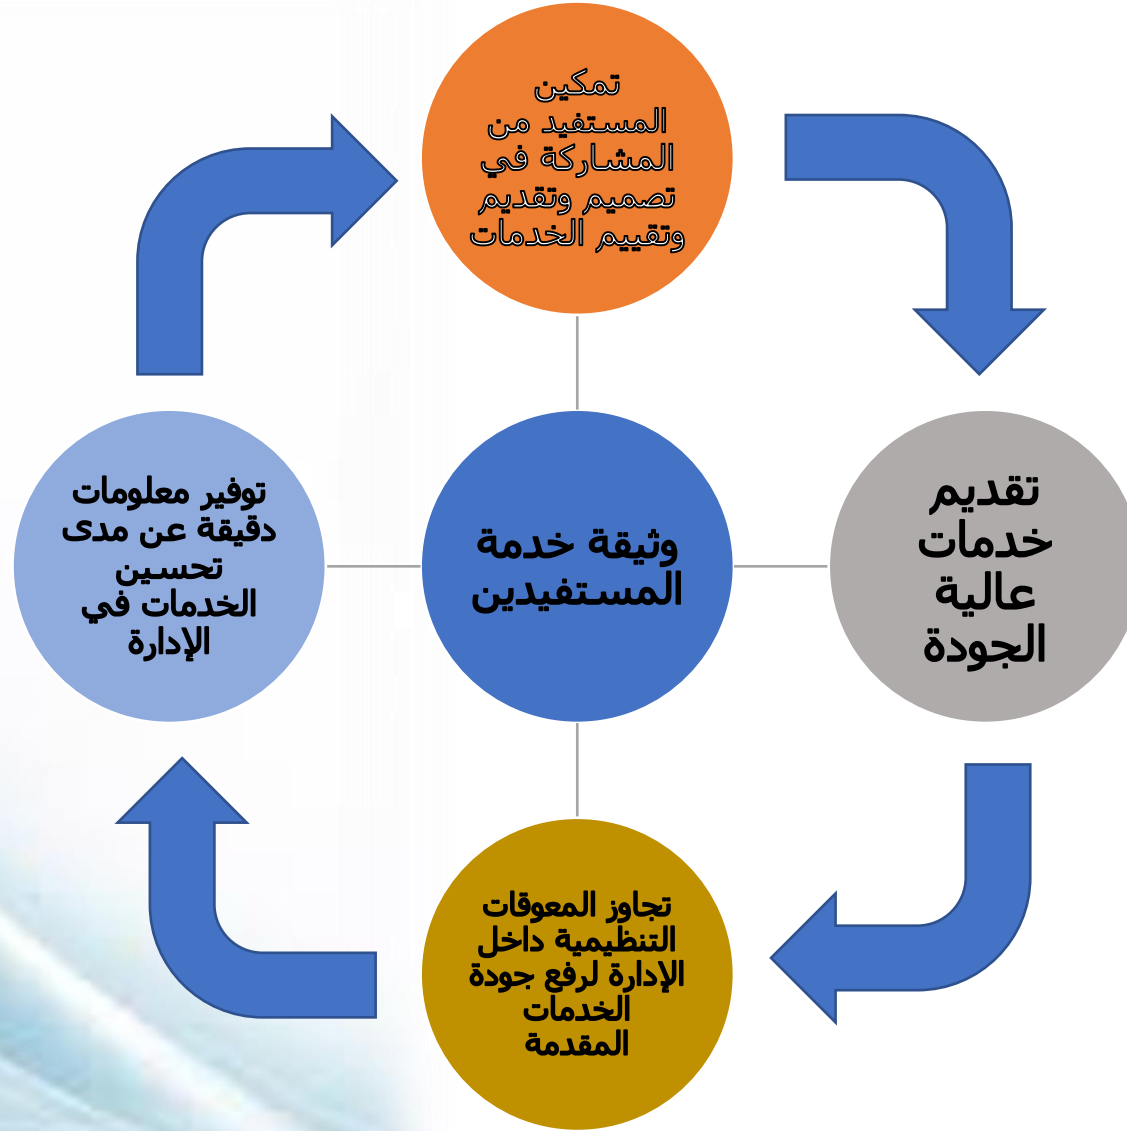 تمكين
المستفيد من
المشاركة في
تصميم وتقديم
وتقييم الخدمات
تقديم
خدمات
عالية
الجودة
وثيقة خدمة
المستفيدين
توفير معلومات
دقيقة عن مدى
تحسين
الخدمات في
الإدارة
تجاوز المعوقات
التنظيمية داخل
الإدارة لرفع جودة
الخدمات
المقدمة